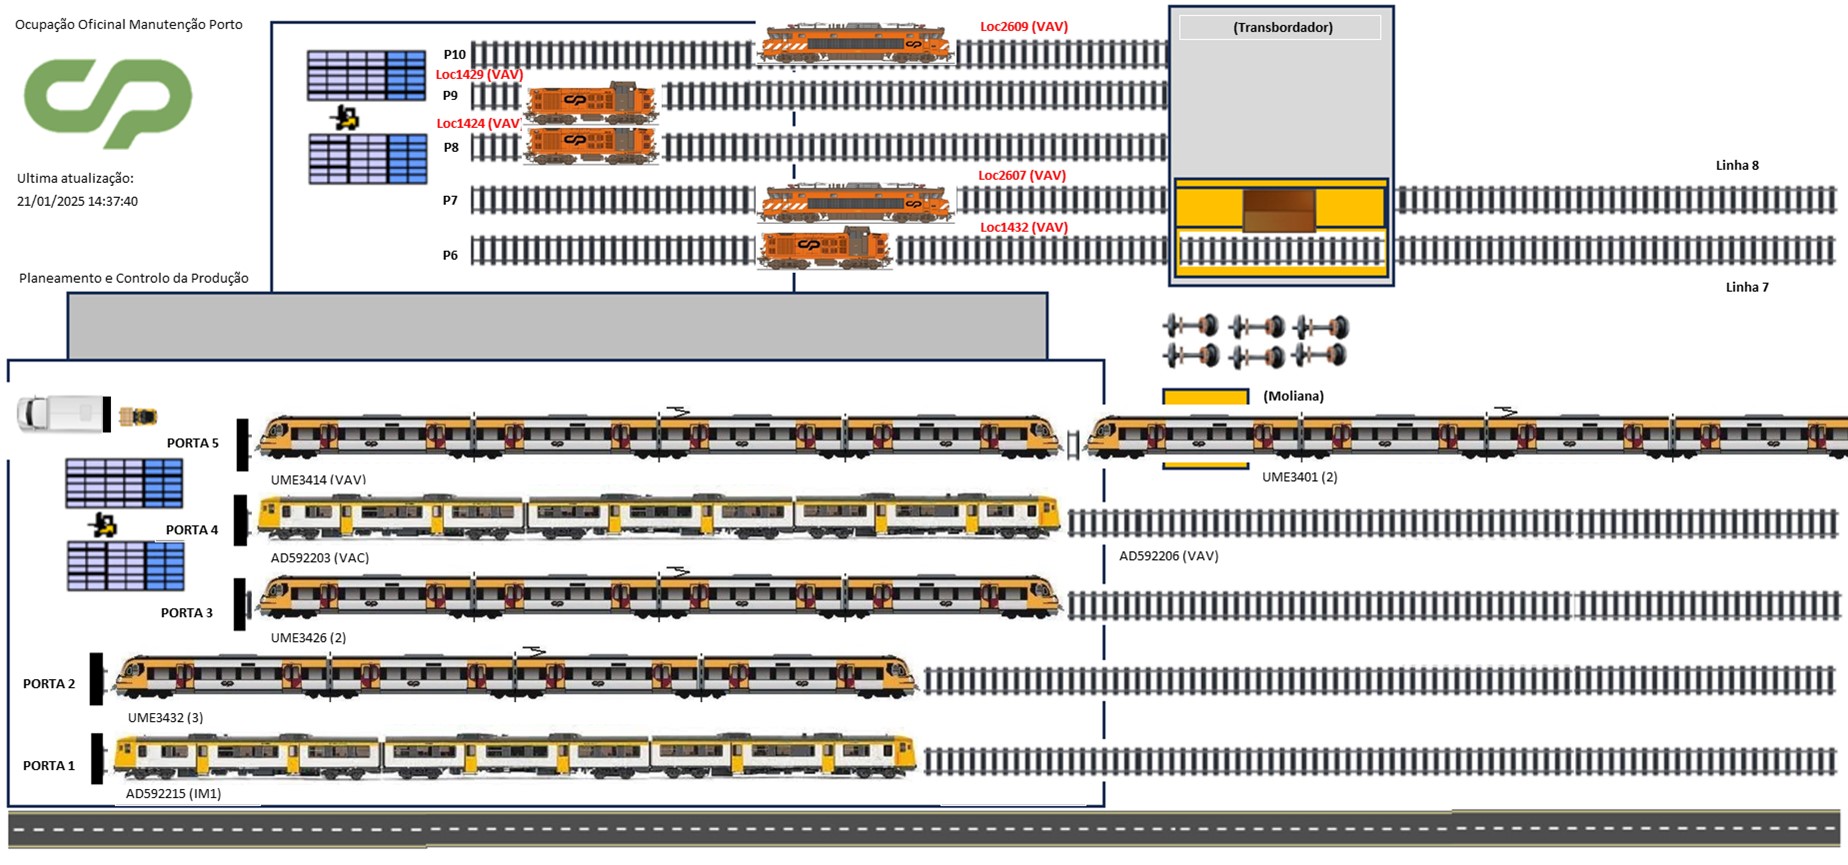 Ocupação Oficinal Manutenção Porto
Ultima atualização:
21/01/2025 14:37:40
Planeamento e Controlo da Produção
Loc2609 (VAV)
P10
Loc1429 (VAV)
P9
Loc1424 (VAV)
P8
Loc2607 (VAV)
P7
Loc1432 (VAV)
P6
(Transbordador)
Linha 8
Linha 7
(Moliana)
PORTA 5
UME3414 (VAV)
UME3401 (2)
PORTA 4
AD592203 (VAC)
AD592206 (VAV)
PORTA 3
UME3426 (2)
PORTA 2
UME3432 (3)
PORTA 1
AD592215 (IM1)